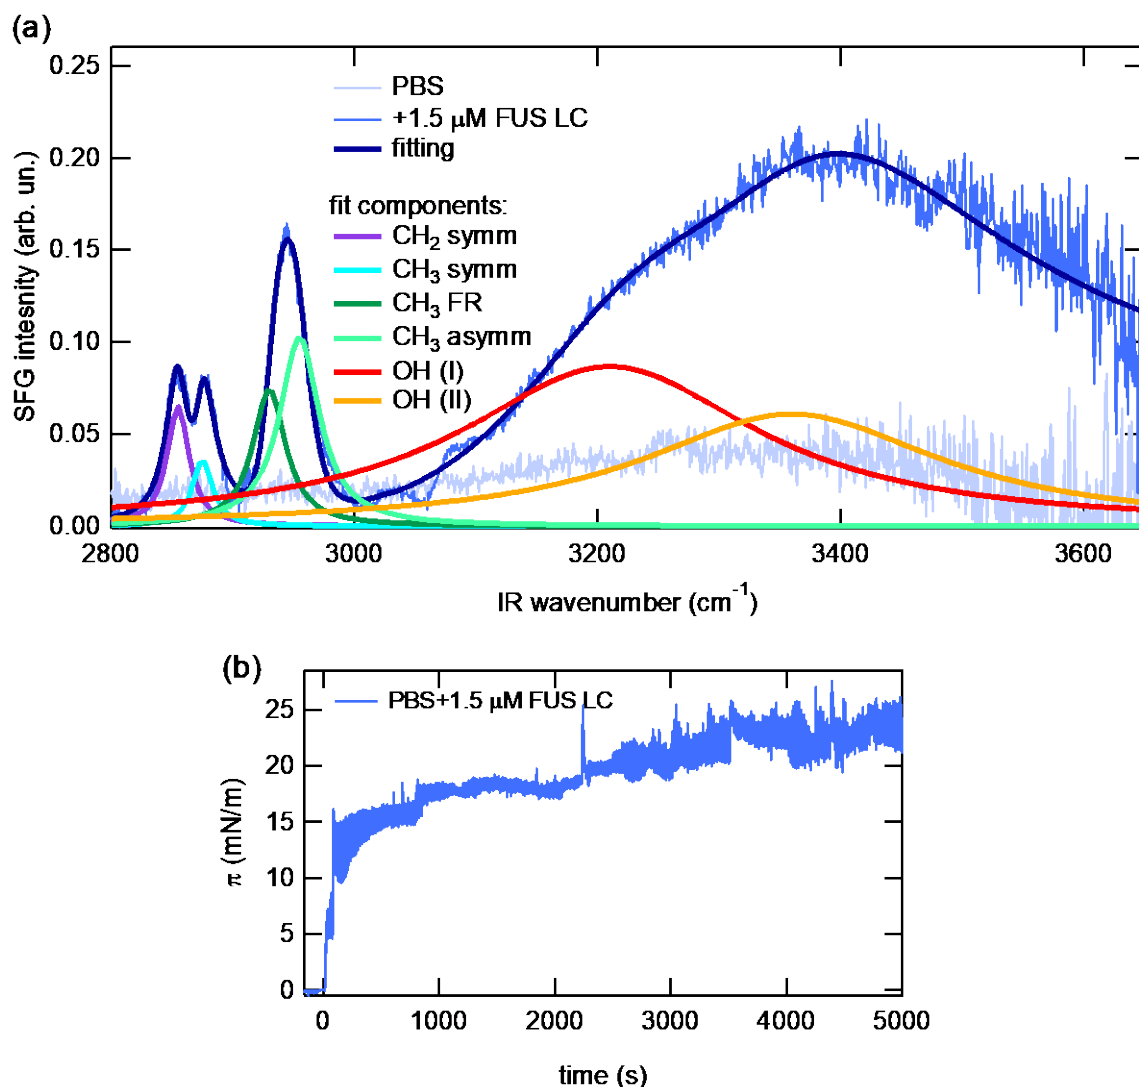 (a)
0.25
0.20
0.15
0.10
0.05
0.00
SFG intesnity (arb. un.)
PBS
+1.5 μM FUS LC
fitting
fit components:
CH2 symm
CH3 symm
CH3 FR
CH3 asymm
OH (I)
OH (II)
2800 3000 3200 3400 3600
IR wavenumber (cm⁻¹)
(b)
25
20
15
10
5
0
π (mN/m)
PBS+1.5 μM FUS LC
0 1000 2000 3000 4000 5000
time (s)